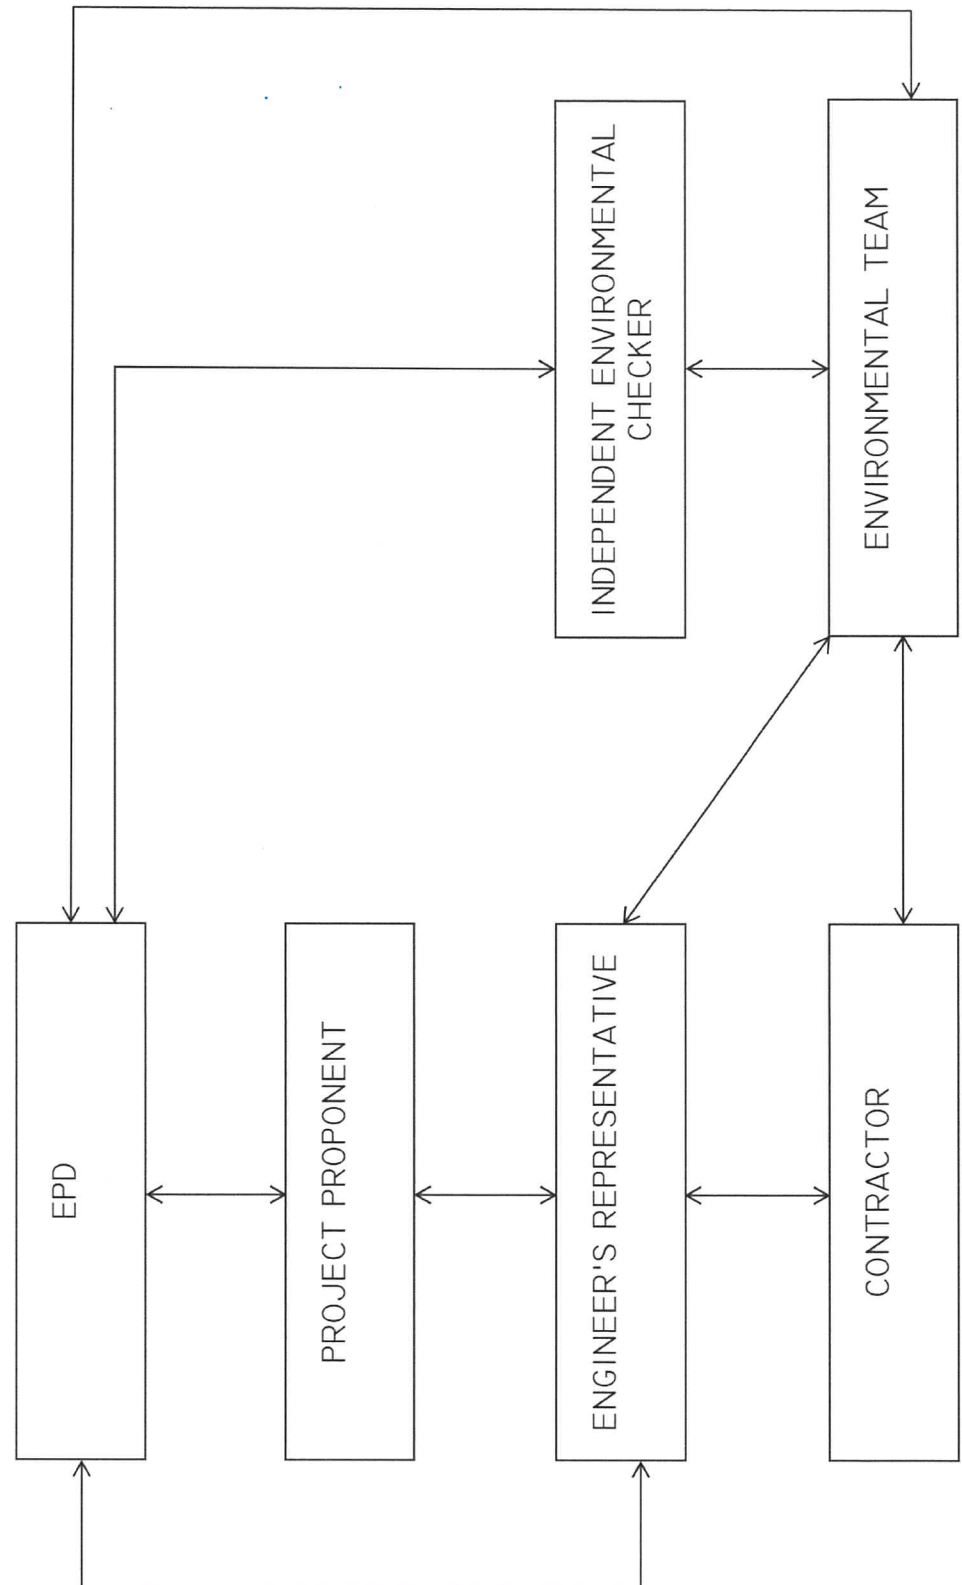 EPD
PROJECT PROPONENT
ENGINEER'S REPRESENTATIVE
CONTRACTOR
INDEPENDENT ENVIRONMENTAL
CHECKER
ENVIRONMENTAL TEAM